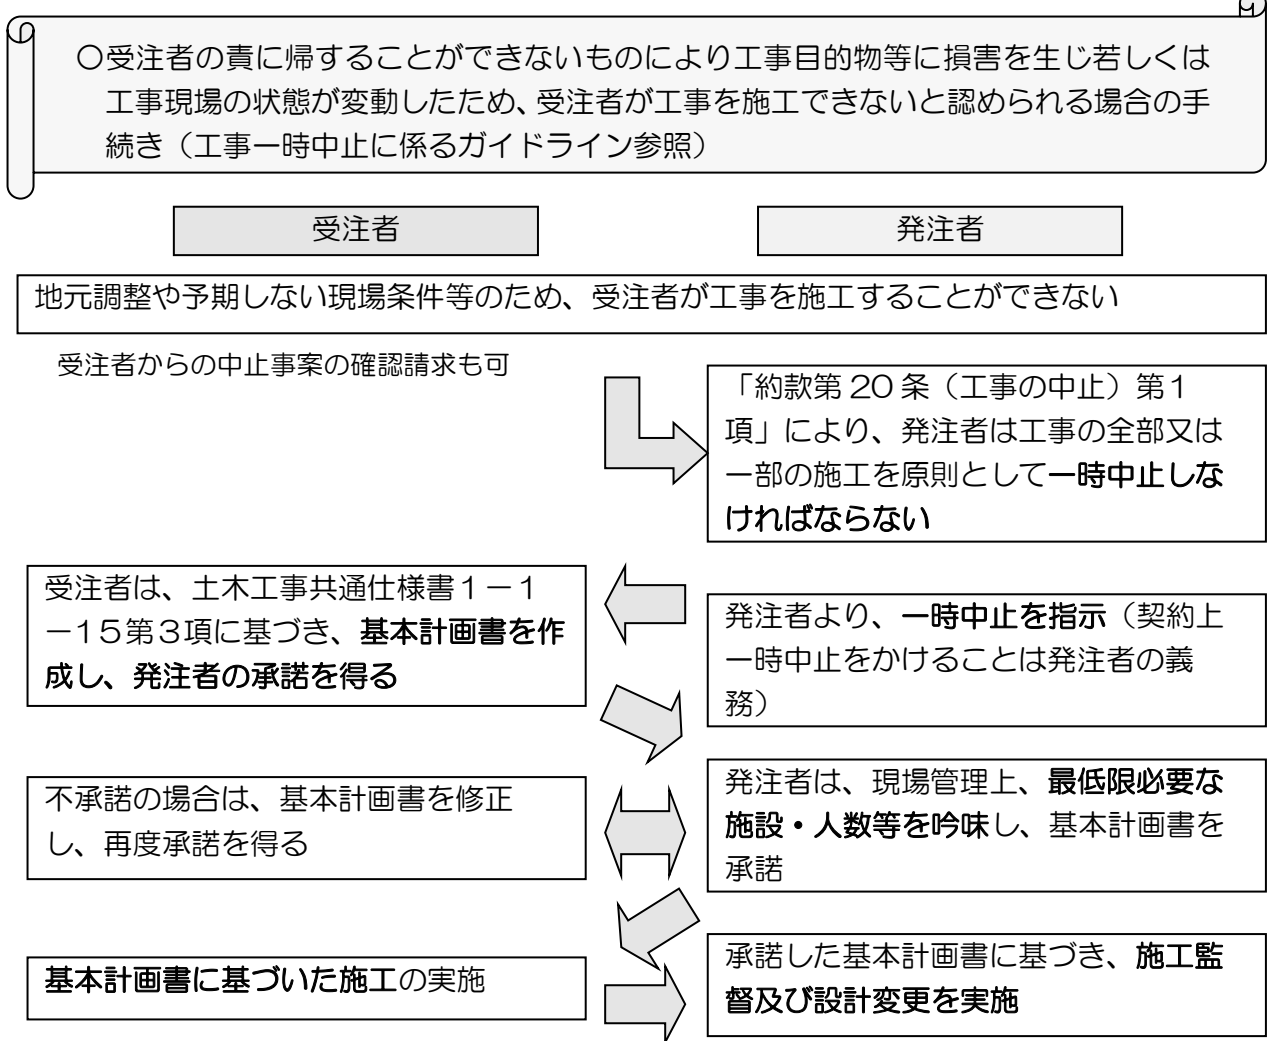 〇受注者の責に帰することができないものにより工事目的物等に損害を生じ若しくは
工事現場の状態が変動したため、受注者が工事を施工できないと認められる場合の手
続き（工事一時中止に係るガイドライン参照）
受注者
発注者
地元調整や予期しない現場条件等のため、受注者が工事を施工することができない
受注者からの中止事案の確認請求も可
「約款第 20 条（工事の中止）第１
項」により、発注者は工事の全部又は
一部の施工を原則として一時中止しな
ければならない
発注者より、一時中止を指示（契約上
一時中止をかけることは発注者の義
務）
受注者は、土木工事共通仕様書１－１
－１５第３項に基づき、基本計画書を作
成し、発注者の承諾を得る
発注者は、現場管理上、最低限必要な
施設・人数等を吟味し、基本計画書を
承諾
不承諾の場合は、基本計画書を修正
し、再度承諾を得る
基本計画書に基づいた施工の実施
承諾した基本計画書に基づき、施工監
督及び設計変更を実施